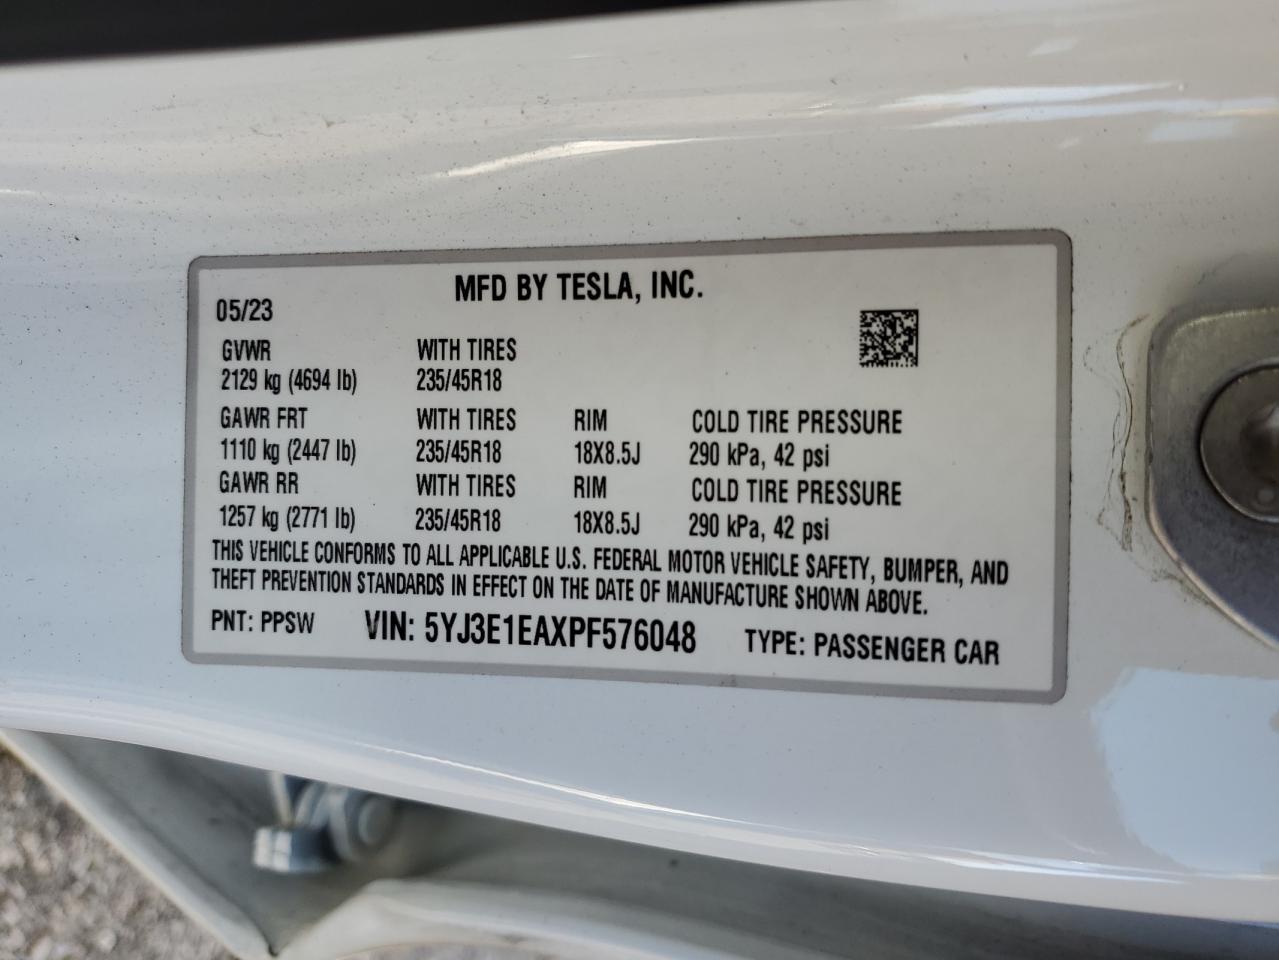 MFD BY TESLA, INC.
05/23
GVWR WITH TIRES
2129 kg (4694 lb) 235/45R18
GAWR FRT WITH TIRES RIM COLD TIRE PRESSURE
1110 kg (2447 lb) 235/45R18 18X8.5J 290 kPa, 42 psi
GAWR RR WITH TIRES RIM COLD TIRE PRESSURE
1257 kg (2771 lb) 235/45R18 18X8.5J 290 kPa, 42 psi
THIS VEHICLE CONFORMS TO ALL APPLICABLE U.S. FEDERAL MOTOR VEHICLE SAFETY, BUMPER, AND
THEFT PREVENTION STANDARDS IN EFFECT ON THE DATE OF MANUFACTURE SHOWN ABOVE.
PNT: PPSW VIN: 5YJ3E1EAXPF576048 TYPE: PASSENGER CAR